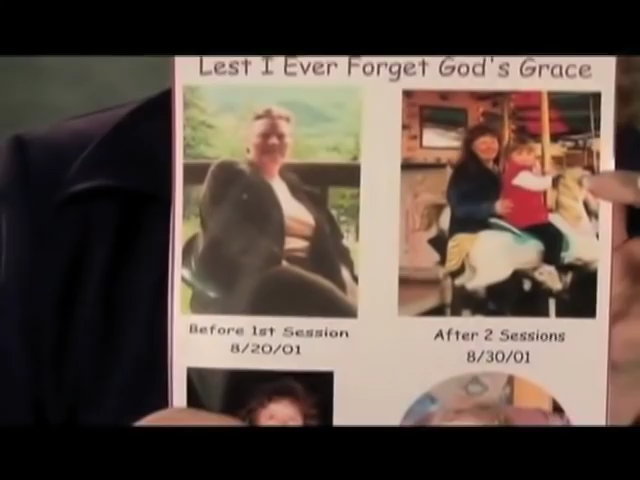 Lest I Ever Forget God's Grace
Before 1st Session
8/20/01
After 2 Sessions
8/30/01